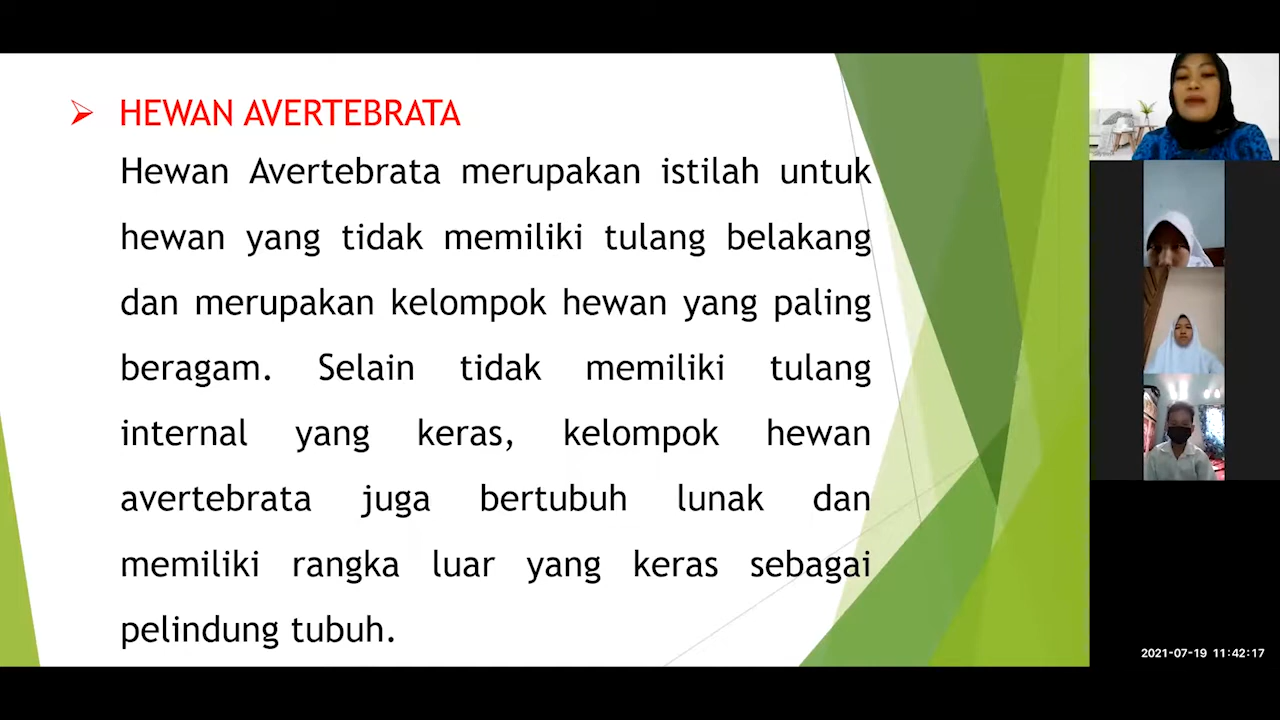 HEWAN AVERTEBRATA
Hewan Avertebrata merupakan istilah untuk
hewan yang tidak memiliki tulang belakang
dan merupakan kelompok hewan yang paling
beragam. Selain tidak memiliki tulang
internal yang keras, kelompok hewan
avertebrata juga bertubuh lunak dan
memiliki rangka luar yang keras sebagai
pelindung tubuh.
2021-07-19 11:42:17